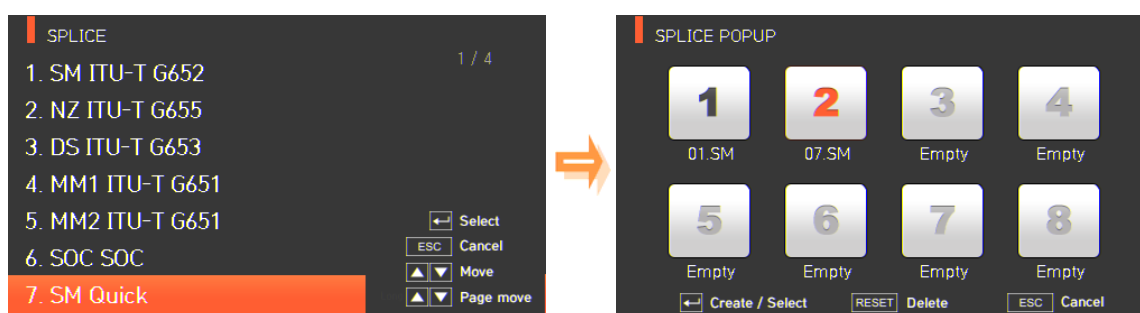 SPLICE
1 / 4
1. SM ITU-T G652
2. NZ ITU-T G655
3. DS ITU-T G653
4. MM1 ITU-T G651
5. MM2 ITU-T G651
6. SOC SOC
7. SM Quick
Select
ESC Cancel
Move
Page move
SPLICE POPUP
1 2 3 4
01.SM 07.SM Empty Empty
5 6 7 8
Empty Empty Empty Empty
Create / Select RESET Delete ESC Cancel